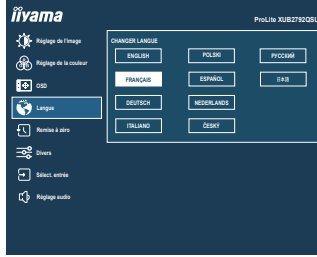 iiyama
ProLite XUB2792QSU
Réglage de l'image
Réglage de la couleur
OSD
Langue
Remise à zéro
Divers
Sélect. entrée
Réglage audio
CHANGER LANGUE
ENGLISH
POLSKI
РУССКИЙ
FRANÇAIS
ESPAÑOL
日本語
DEUTSCH
NEDERLANDS
ITALIANO
ČESKÝ